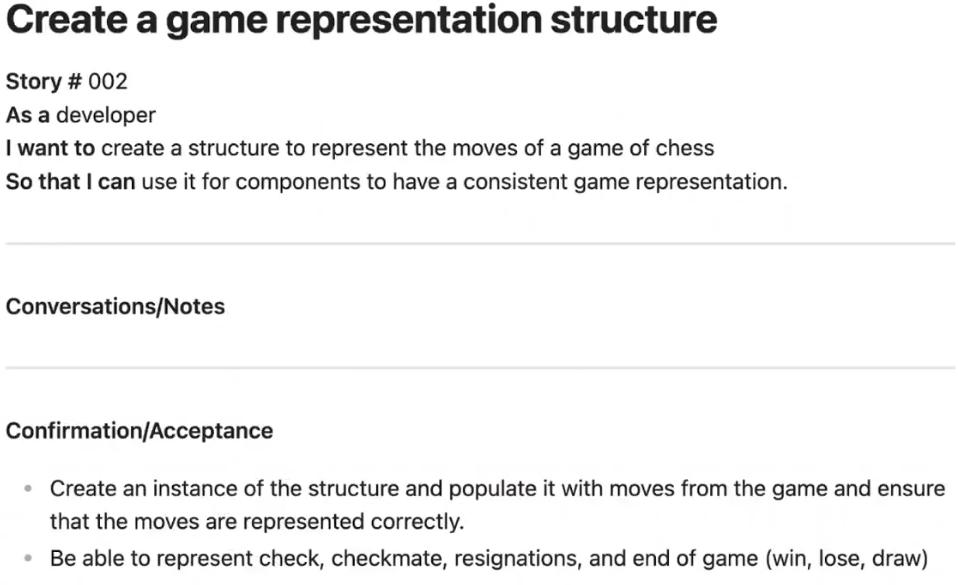 Create a game representation structure
Story # 002
As a developer
I want to create a structure to represent the moves of a game of chess
So that I can use it for components to have a consistent game representation.
Conversations/Notes
Confirmation/Acceptance
• Create an instance of the structure and populate it with moves from the game and ensure
that the moves are represented correctly.
• Be able to represent check, checkmate, resignations, and end of game (win, lose, draw)